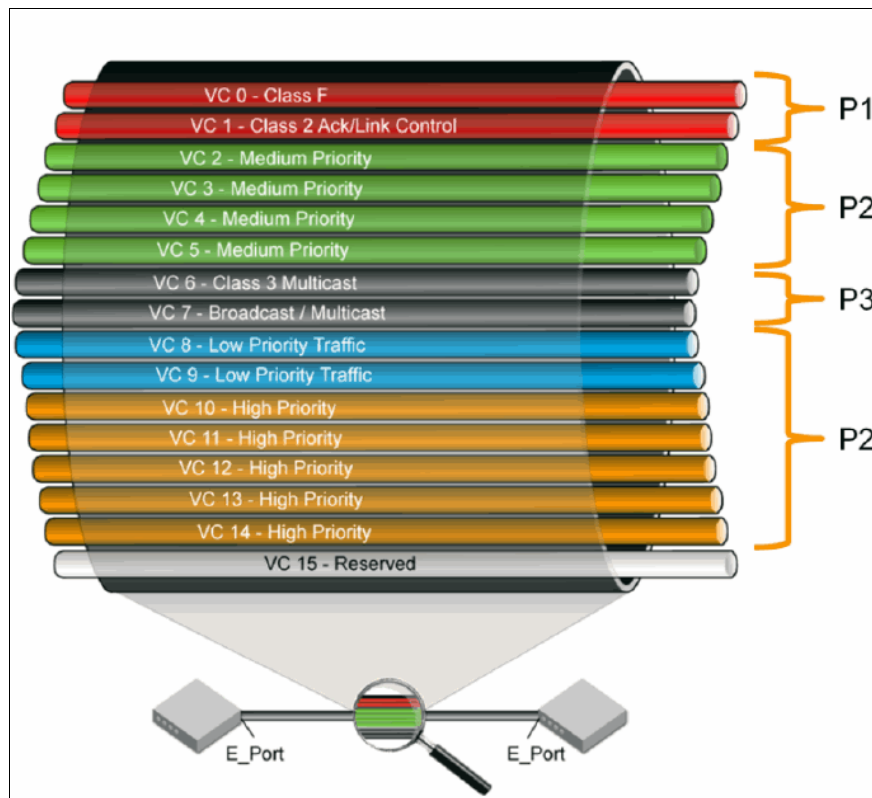 VC 0 - Class F
VC 1 - Class 2 Ack/Link Control
P1
VC 2 - Medium Priority
VC 3 - Medium Priority
VC 4 - Medium Priority
VC 5 - Medium Priority
P2
VC 6 - Class 3 Multicast
VC 7 - Broadcast / Multicast
P3
VC 8 - Low Priority Traffic
VC 9 - Low Priority Traffic
VC 10 - High Priority
VC 11 - High Priority
VC 12 - High Priority
VC 13 - High Priority
VC 14 - High Priority
P2
VC 15 - Reserved
E_Port
E_Port